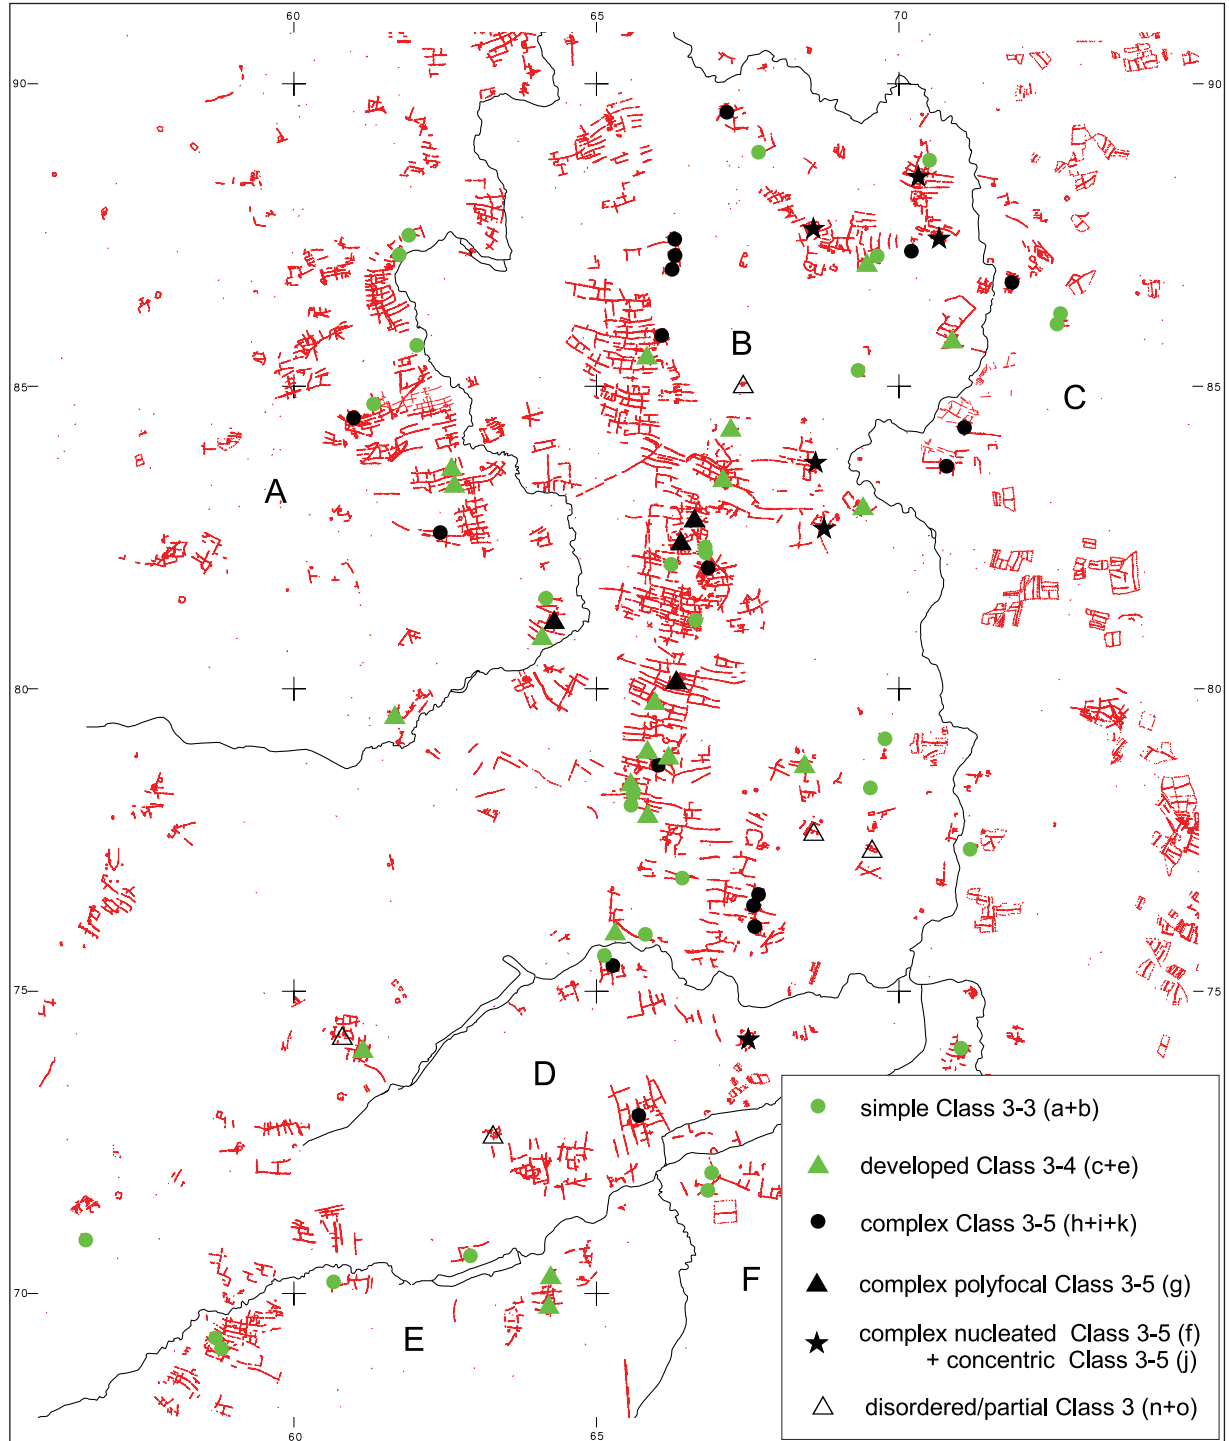 60 65 70
90 90
B
85 85
C
A
80 80
75 75
D
simple Class 3-3 (a+b)
developed Class 3-4 (c+e)
complex Class 3-5 (h+i+k)
complex polyfocal Class 3-5 (g)
complex nucleated Class 3-5 (f)
+ concentric Class 3-5 (j)
disordered/partial Class 3 (n+o)
F
70
E
60 65